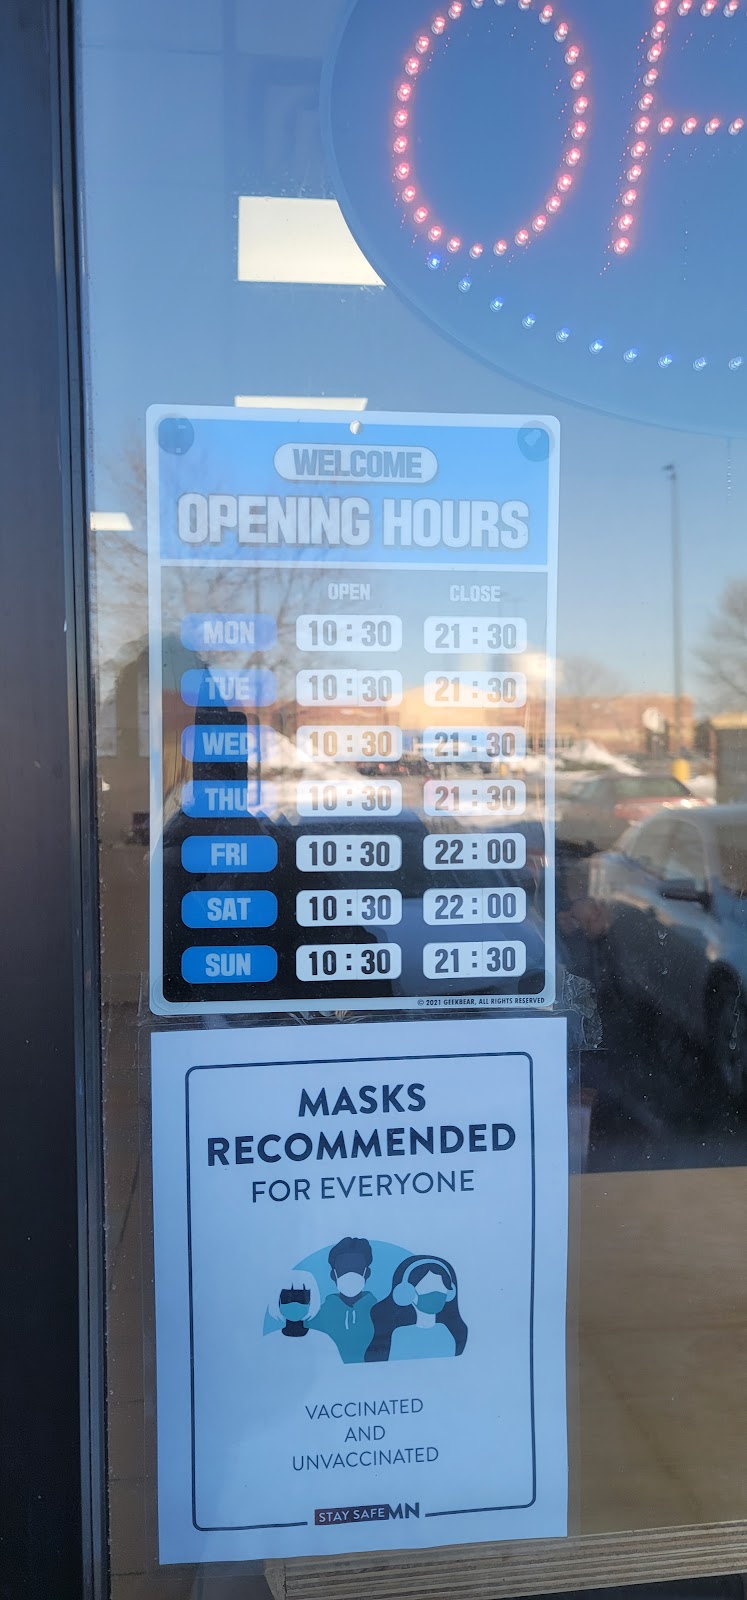 WELCOME
OPENING HOURS
OPEN CLOSE
MON 10:30 21:30
TUE 10:30 21:30
WED 10:30 21:30
THU 10:30 21:30
FRI 10:30 22:00
SAT 10:30 22:00
SUN 10:30 21:30
© 2021 GEEKBEAR, ALL RIGHTS RESERVED
MASKS
RECOMMENDED
FOR EVERYONE
VACCINATED
AND
UNVACCINATED
STAY SAFE MN